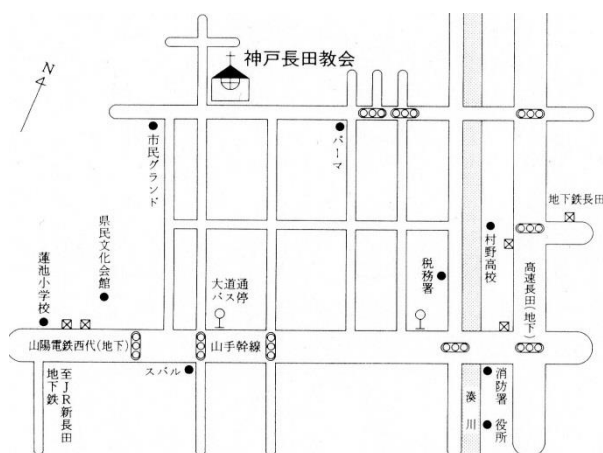 神戸長田教会
N
市民グランド
パーマ
地下鉄長田
県民文化会館
蓮池小学校
大道通
バス停
税務署
村野高校
高速長田(地下)
山陽電鉄西代(地下)
山手幹線
スバル
至JR新長田
地下鉄
湊川
消防署
役所